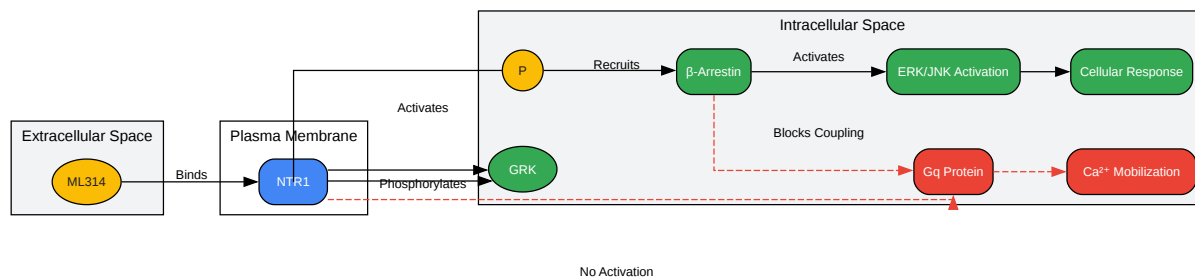 Intracellular Space
P
Recruits
β-Arrestin
Activates
ERK/JNK Activation
Cellular Response
Activates
Extracellular Space
Plasma Membrane
Blocks Coupling
ML314
Binds
NTR1
Phosphorylates
GRK
Gq Protein
Ca²⁺ Mobilization
No Activation